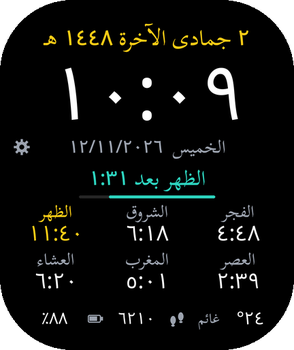 ٢ جمادى الآخرة ١٤٤٨ هـ
١٠:٠٩
الخميس ١٢/١١/٢٠٢٦
الظهر بعد ١:٣١
الفجر الشروق الظهر
٤:٤٨ ٦:١٨ ١١:٤٠
العصر المغرب العشاء
٢:٣٩ ٥:٠١ ٦:٢٠
٢٤° غائم ٦٢١٠ ٨٨٪